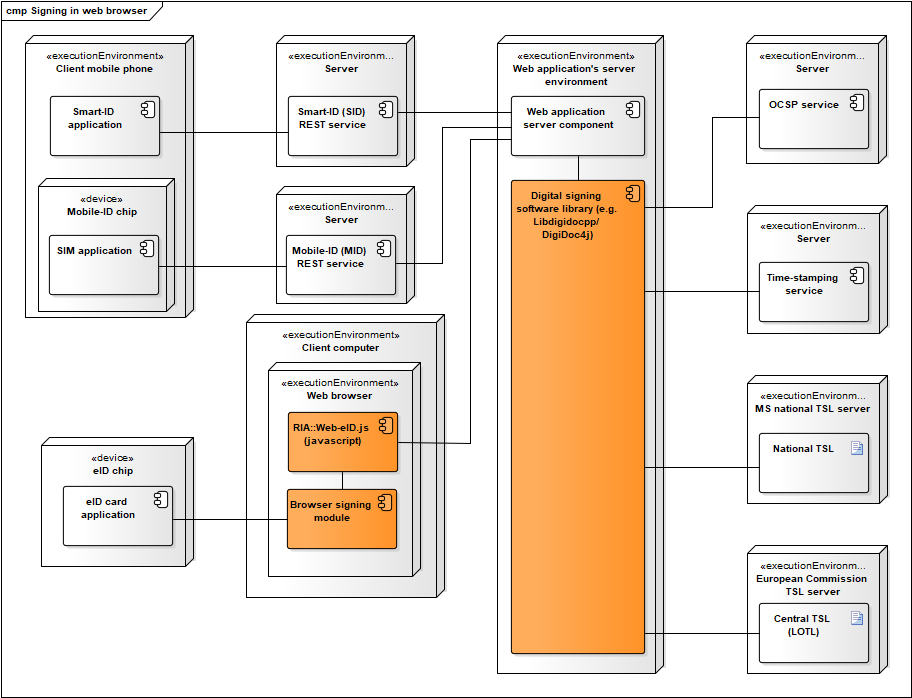 cmp Signing in web browser
«executionEnvironment»
Client mobile phone
Smart-ID
application
«device»
Mobile-ID chip
SIM application
«executionEnvironm...
Server
Smart-ID (SID)
REST service
«executionEnvironm...
Server
Mobile-ID (MID)
REST service
«executionEnvironment»
Client computer
«executionEnvironment»
Web browser
RIA::Web-eID.js
(javascript)
Browser signing
module
«device»
eID chip
eID card
application
«executionEnvironment»
Web application's server
environment
Web application
server component
Digital signing
software library (e.g.
Libdigidocpp/
DigiDoc4j)
«executionEnvironm...
Server
OCSP service
«executionEnvironm...
Server
Time-stamping
service
«executionEnvironm...
MS national TSL server
National TSL
«executionEnvironm...
European Commission
TSL server
Central TSL
(LOTL)